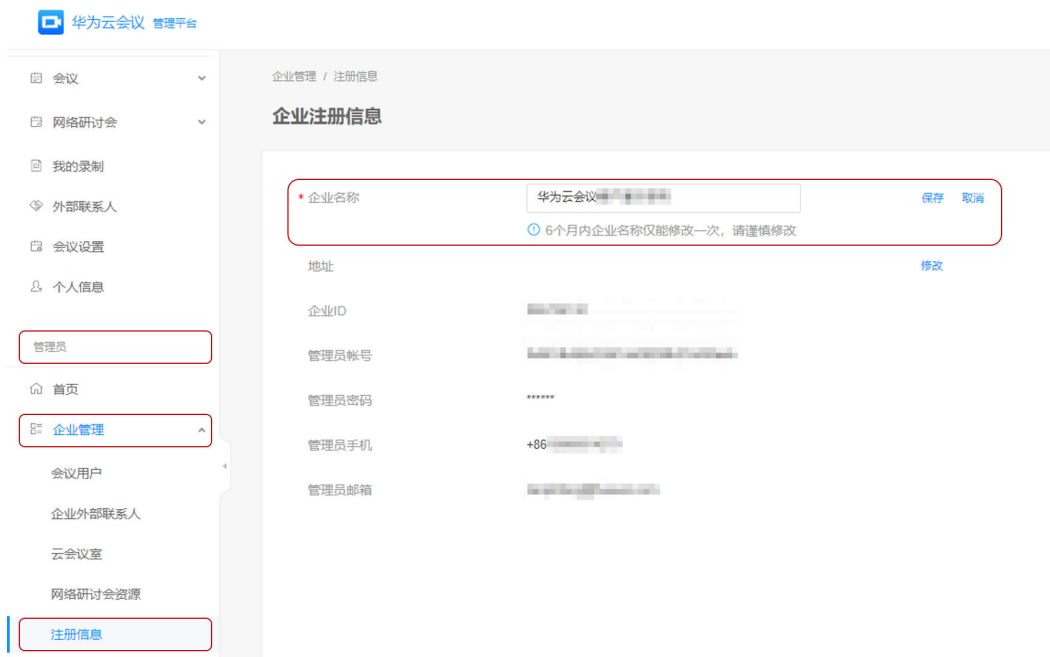 华为云会议 管理平台
会议
网络研讨会
我的录制
外部联系人
会议设置
个人信息
管理员
首页
企业管理
会议用户
企业外部联系人
云会议室
网络研讨会资源
注册信息
企业管理 / 注册信息
企业注册信息
* 企业名称 华为云会议 保存 取消
6个月内企业名称仅能修改一次，请谨慎修改
地址 修改
企业ID
管理员帐号
管理员密码 ******
管理员手机 +86
管理员邮箱